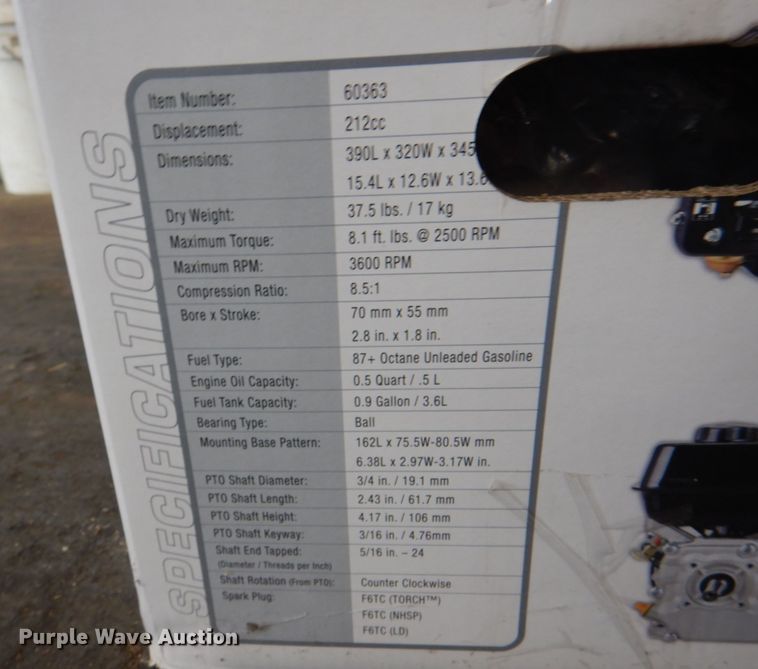 SPECIFICATIONS
Item Number: 60363
Displacement: 212cc
Dimensions: 390L x 320W x 345
15.4L x 12.6W x 13.6
Dry Weight: 37.5 lbs. / 17 kg
Maximum Torque: 8.1 ft. lbs. @ 2500 RPM
Maximum RPM: 3600 RPM
Compression Ratio: 8.5:1
Bore x Stroke: 70 mm x 55 mm
2.8 in. x 1.8 in.
Fuel Type: 87+ Octane Unleaded Gasoline
Engine Oil Capacity: 0.5 Quart / .5 L
Fuel Tank Capacity: 0.9 Gallon / 3.6L
Bearing Type: Ball
Mounting Base Pattern: 162L x 75.5W-80.5W mm
6.38L x 2.97W-3.17W in.
PTO Shaft Diameter: 3/4 in. / 19.1 mm
PTO Shaft Length: 2.43 in. / 61.7 mm
PTO Shaft Height: 4.17 in. / 106 mm
PTO Shaft Keyway: 3/16 in. / 4.76mm
Shaft End Tapped: 5/16 in. – 24
(Diameter / Threads per Inch)
Shaft Rotation (From PTO): Counter Clockwise
Spark Plug: F6TC (TORCH™)
F6TC (NHSP)
F6TC (LD)
Purple Wave Auction